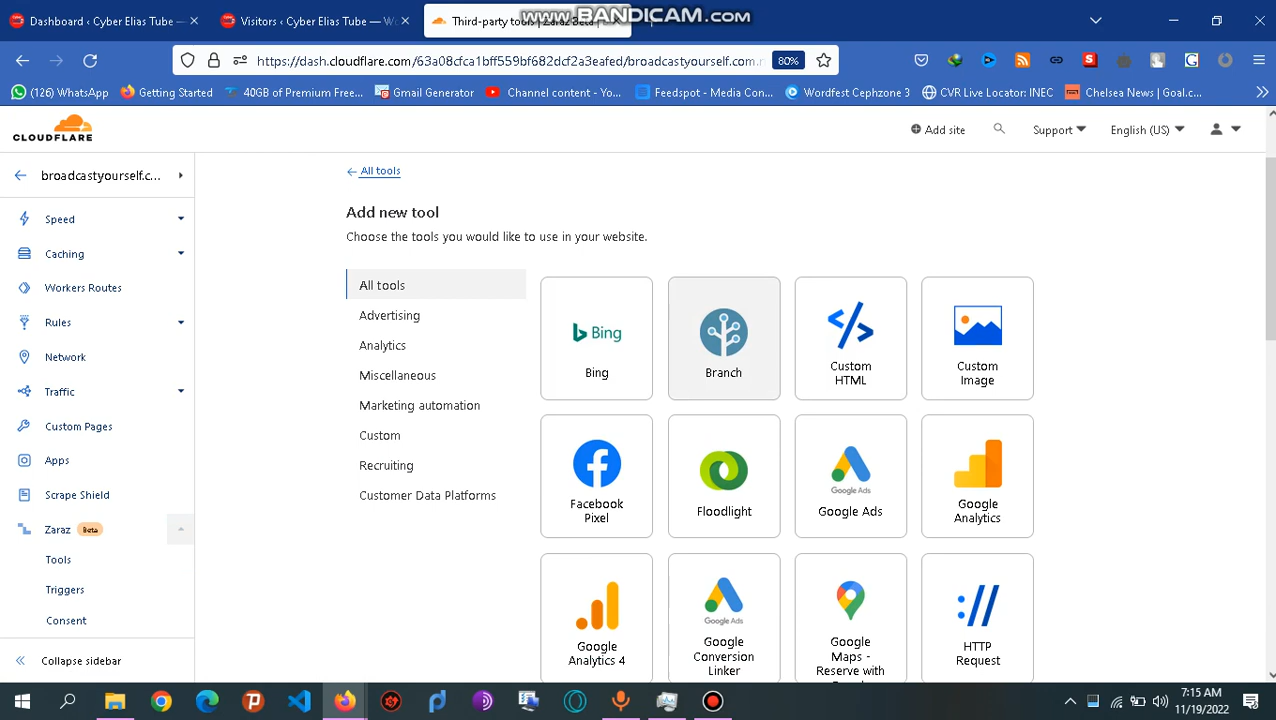 Dashboard ‹ Cyber Elias Tube —
Visitors ‹ Cyber Elias Tube — Wo
Third-party tools | Zaraz Beta |
www.BANDICAM.com
https://dash.cloudflare.com/63a08cfca1bff559bf682dcf2a3eafed/broadcastyourself.com.n
80%
(126) WhatsApp
Getting Started
40GB of Premium Free...
Gmail Generator
Channel content - Yo...
Feedspot - Media Con...
Wordfest Cephzone 3
CVR Live Locator: INEC
Chelsea News | Goal.c...
CLOUDFLARE
Add site
Support
English (US)
broadcastyourself.c...
Speed
Caching
Workers Routes
Rules
Network
Traffic
Custom Pages
Apps
Scrape Shield
Zaraz Beta
Tools
Triggers
Consent
Collapse sidebar
All tools
Add new tool
Choose the tools you would like to use in your website.
All tools
Advertising
Analytics
Miscellaneous
Marketing automation
Custom
Recruiting
Customer Data Platforms
Bing
Bing
Branch
Custom
HTML
Custom
Image
Facebook
Pixel
Floodlight
Google Ads
Google Ads
Google
Analytics
Google
Analytics 4
Google Ads
Google
Conversion
Linker
Google
Maps -
Reserve with
HTTP
Request
7:15 AM
11/19/2022